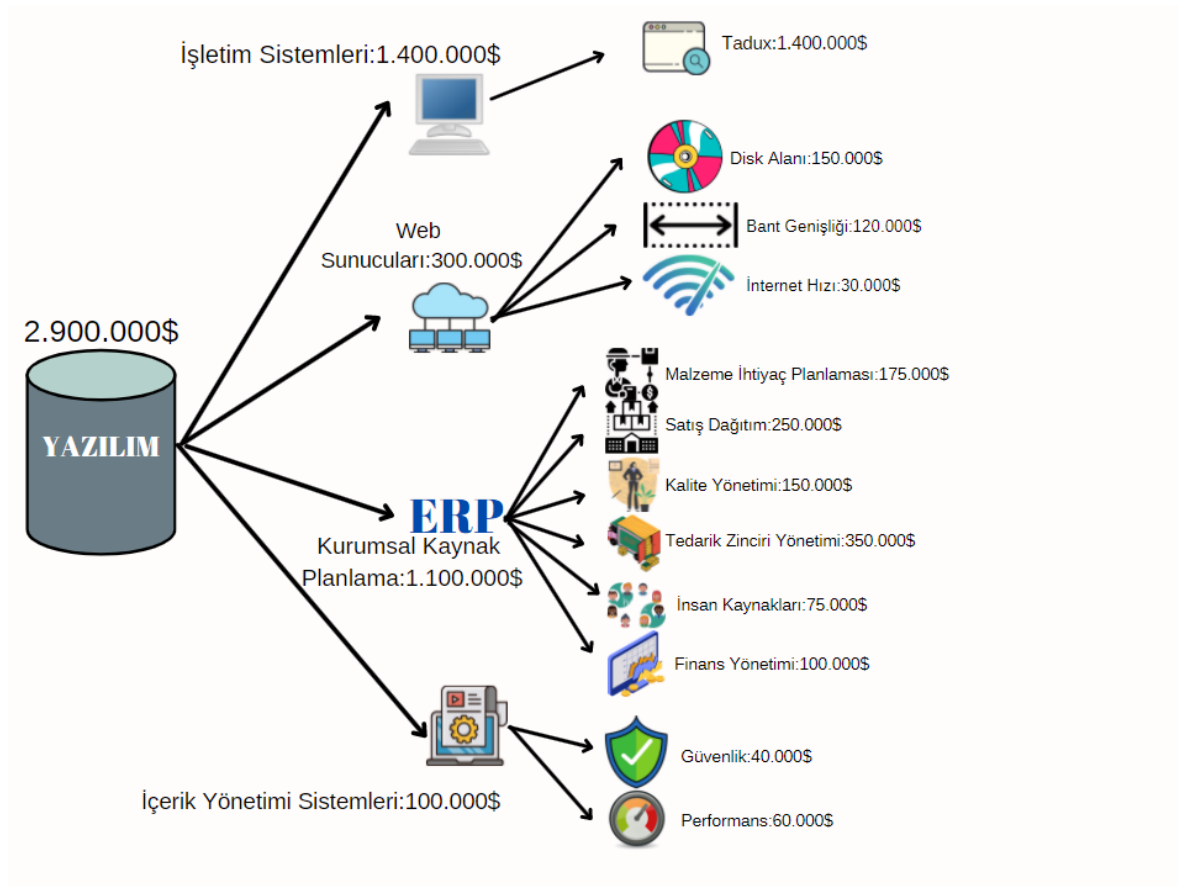 İşletim Sistemleri:1.400.000$
Tadux:1.400.000$
Disk Alanı:150.000$
Web
Sunucuları:300.000$
Bant Genişliği:120.000$
İnternet Hızı:30.000$
2.900.000$
YAZILIM
Malzeme İhtiyaç Planlaması:175.000$
Satış Dağıtım:250.000$
Kalite Yönetimi:150.000$
ERP
Kurumsal Kaynak
Planlama:1.100.000$
Tedarik Zinciri Yönetimi:350.000$
İnsan Kaynakları:75.000$
Finans Yönetimi:100.000$
İçerik Yönetimi Sistemleri:100.000$
Güvenlik:40.000$
Performans:60.000$